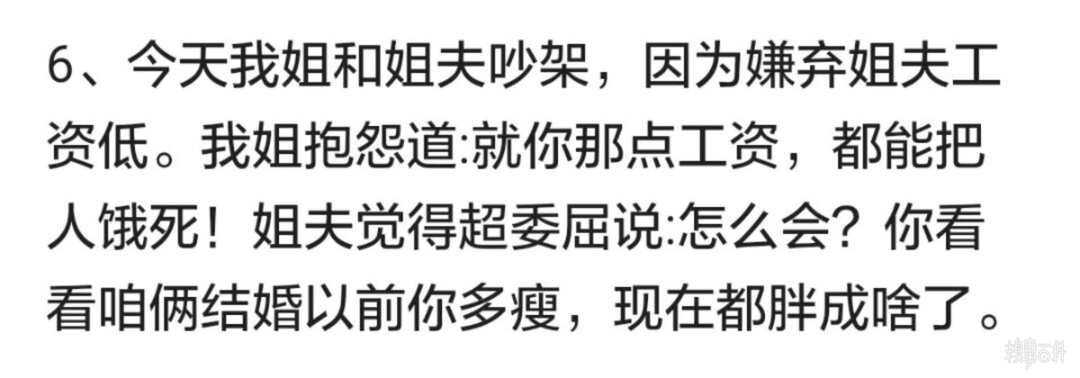 6、今天我姐和姐夫吵架，因为嫌弃姐夫工
资低。我姐抱怨道:就你那点工资，都能把
人饿死！姐夫觉得超委屈说:怎么会？你看
看咱俩结婚以前你多瘦，现在都胖成啥了。